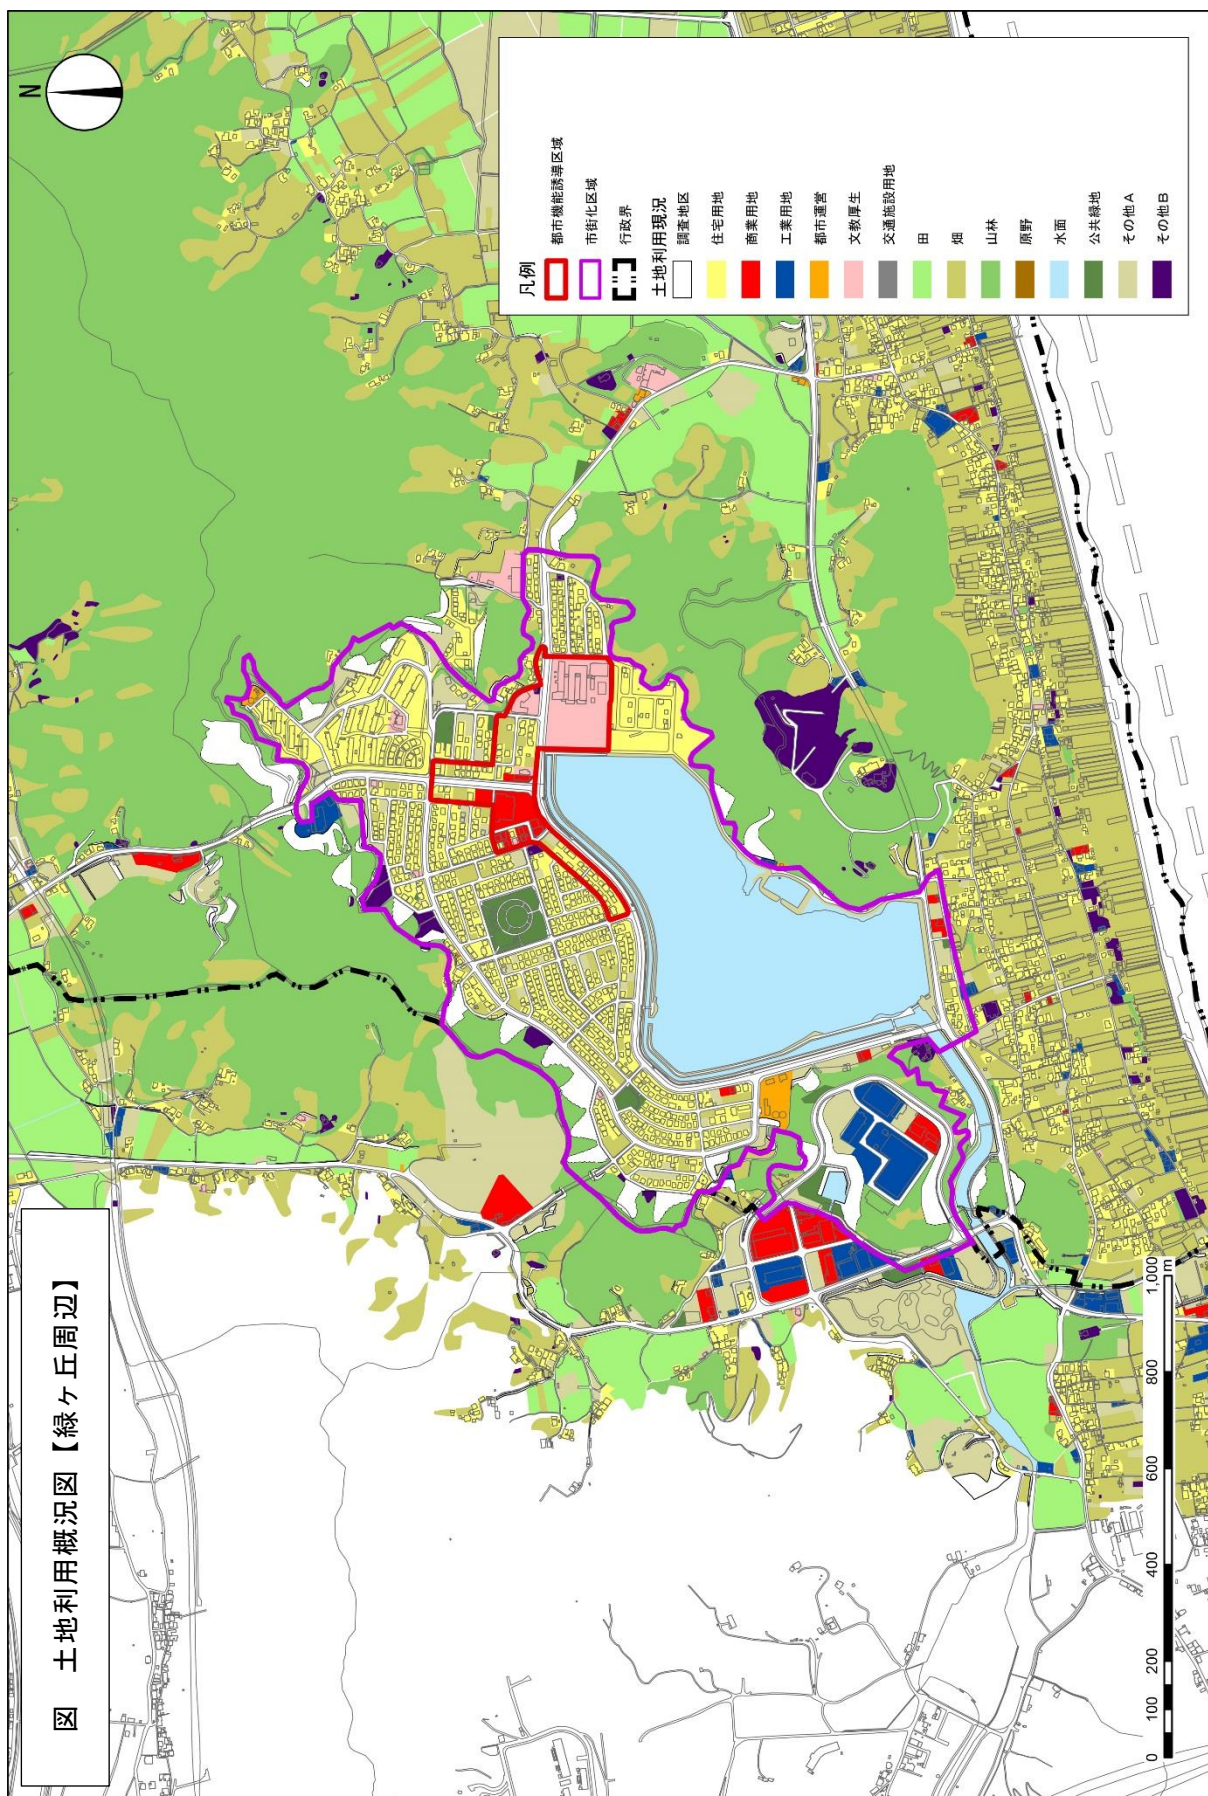 図　土地利用概況図【緑ヶ丘周辺】
N
凡例
都市機能誘導区域
市街化区域
行政界
土地利用現況
調査地区
住宅用地
商業用地
工業用地
都市運営
文教厚生
交通施設用地
田
畑
山林
原野
水面
公共緑地
その他A
その他B
0 100 200 400 600 800 1,000
m